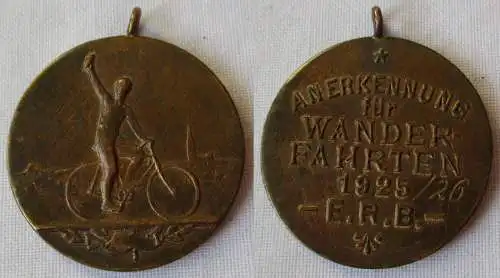 ANERKENNUNG
für
WANDER
FAHRTEN
1925/26
-E.R.B.-